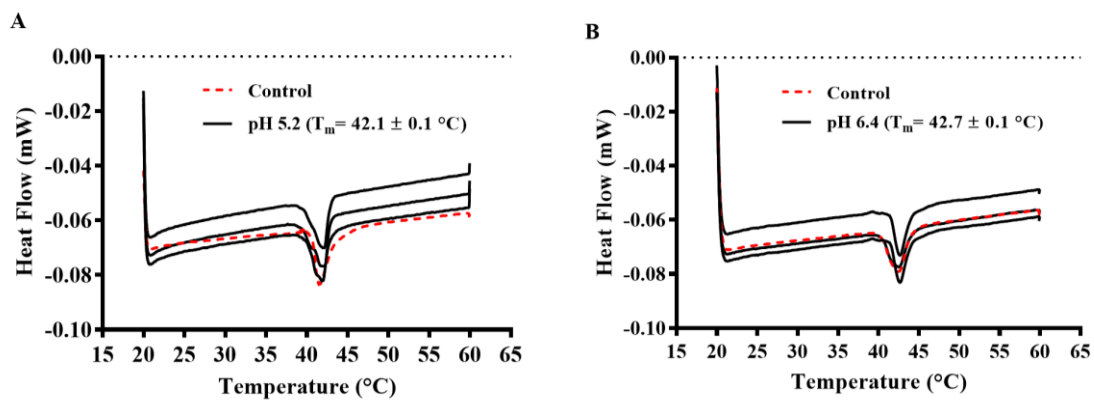 A
0.00
-0.02
-0.04
-0.06
-0.08
-0.10
Heat Flow (mW)
Control
pH 5.2 (Tm= 42.1 ± 0.1 °C)
15 20 25 30 35 40 45 50 55 60 65
Temperature (°C)
B
0.00
-0.02
-0.04
-0.06
-0.08
-0.10
Heat Flow (mW)
Control
pH 6.4 (Tm= 42.7 ± 0.1 °C)
15 20 25 30 35 40 45 50 55 60 65
Temperature (°C)